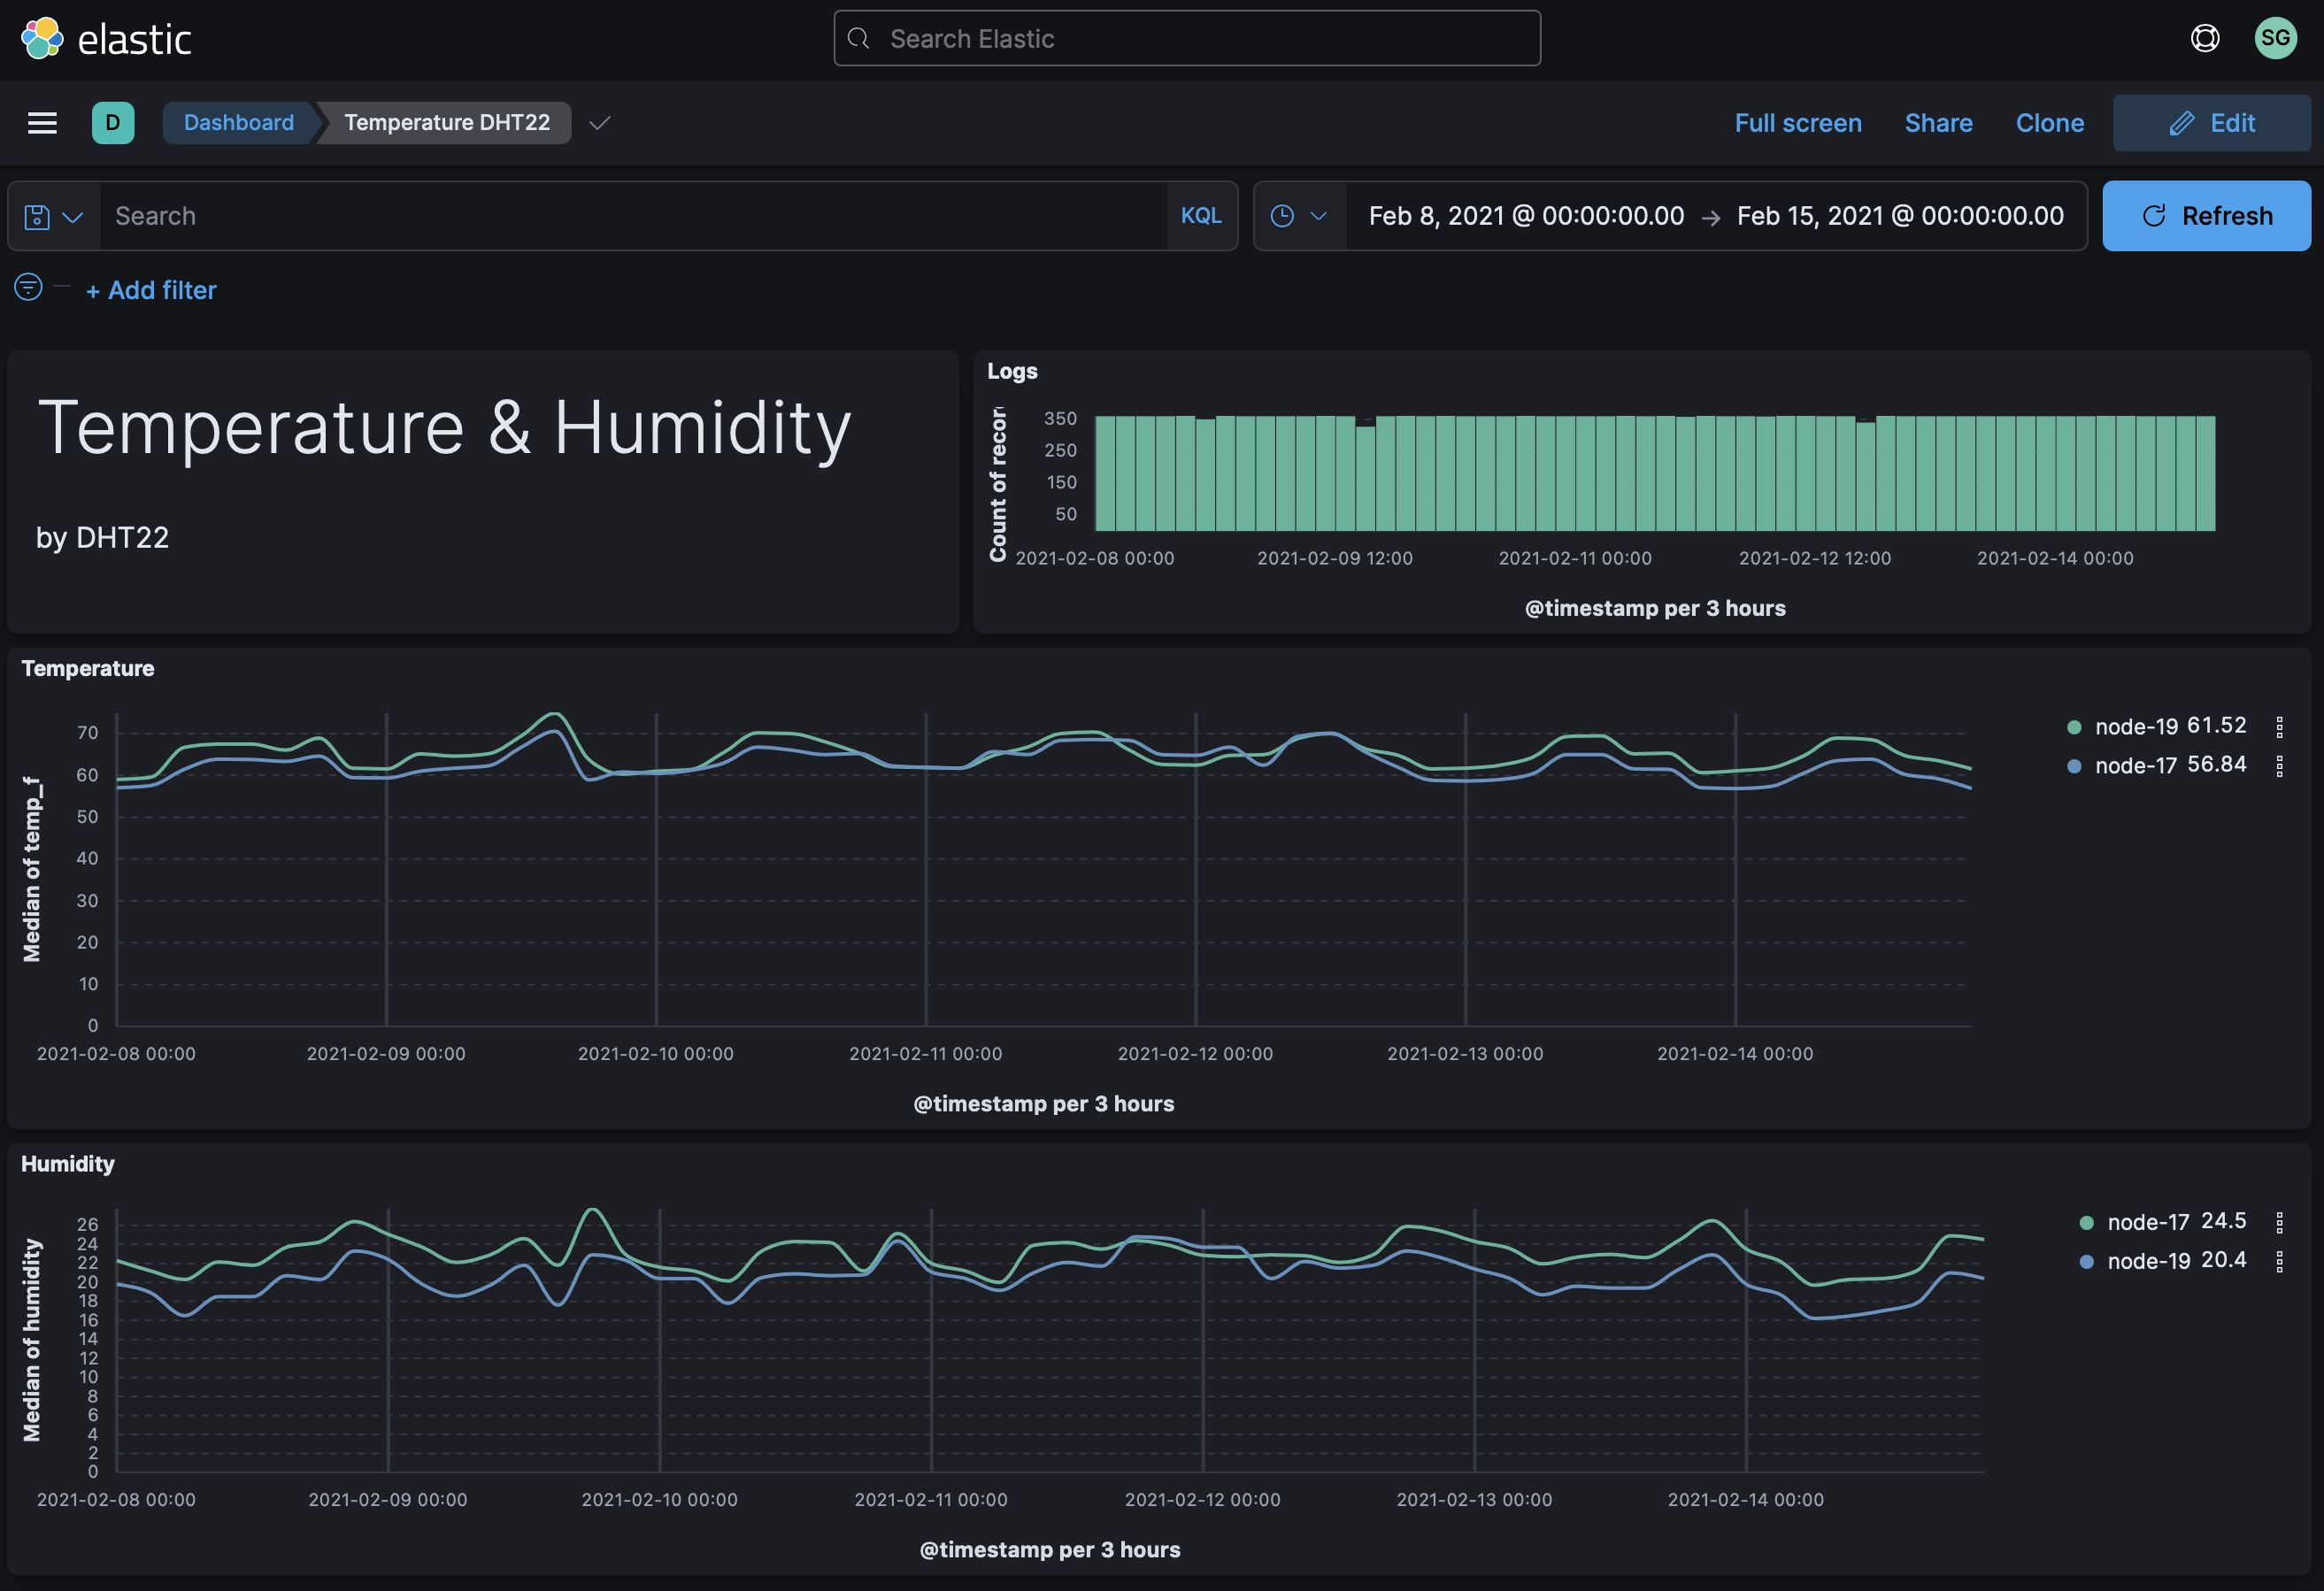 elastic
Search Elastic
SG
D
Dashboard
Temperature DHT22
Full screen
Share
Clone
Edit
Search
KQL
Feb 8, 2021 @ 00:00:00.00 → Feb 15, 2021 @ 00:00:00.00
Refresh
+ Add filter
Temperature & Humidity
by DHT22
Logs
Count of recor
350
250
150
50
2021-02-08 00:00
2021-02-09 12:00
2021-02-11 00:00
2021-02-12 12:00
2021-02-14 00:00
@timestamp per 3 hours
Temperature
Median of temp_f
70
60
50
40
30
20
10
0
2021-02-08 00:00
2021-02-09 00:00
2021-02-10 00:00
2021-02-11 00:00
2021-02-12 00:00
2021-02-13 00:00
2021-02-14 00:00
@timestamp per 3 hours
node-19 61.52
node-17 56.84
Humidity
Median of humidity
26
24
22
20
18
16
14
12
10
8
6
4
2
0
2021-02-08 00:00
2021-02-09 00:00
2021-02-10 00:00
2021-02-11 00:00
2021-02-12 00:00
2021-02-13 00:00
2021-02-14 00:00
@timestamp per 3 hours
node-17 24.5
node-19 20.4